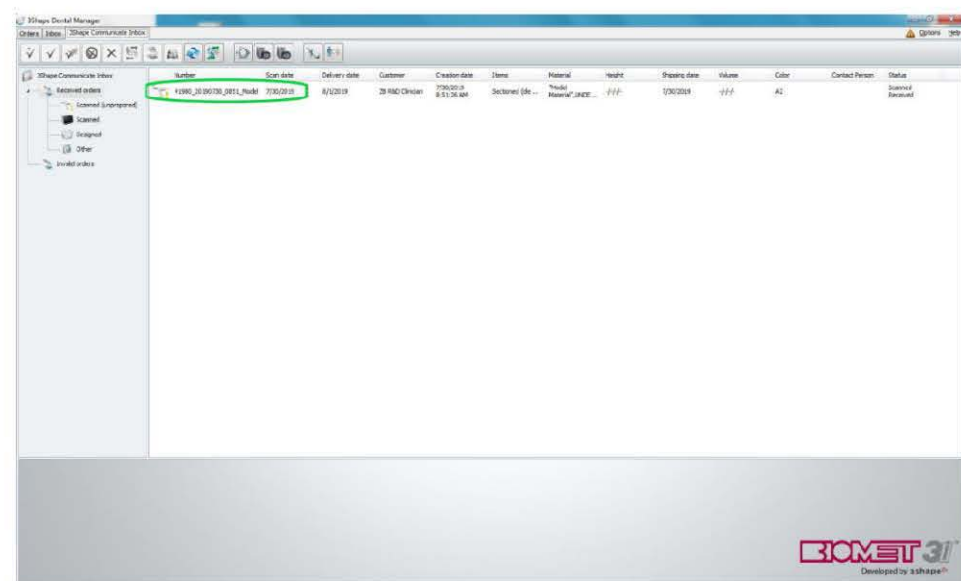 3Shape Dental Manager
Orders Inbox 3Shape Communicate Inbox
Options Help
3Shape Communicate Inbox
Received orders
Scanned (unprepared)
Scanned
Designed
Other
Invalid orders
Number Scan date Delivery date Customer Creation date Items Material Height Shipping date Volume Color Contact Person Status
7/30/2019 8/1/2019 ZB R&D Clinician 7/30/2019 8:51:36 AM Sectioned (die ... "Model Material",UNDE ... -/-/-/- 7/30/2019 -/-/- A2 Scanned Received
BIOMET 3i
Developed by 3shape